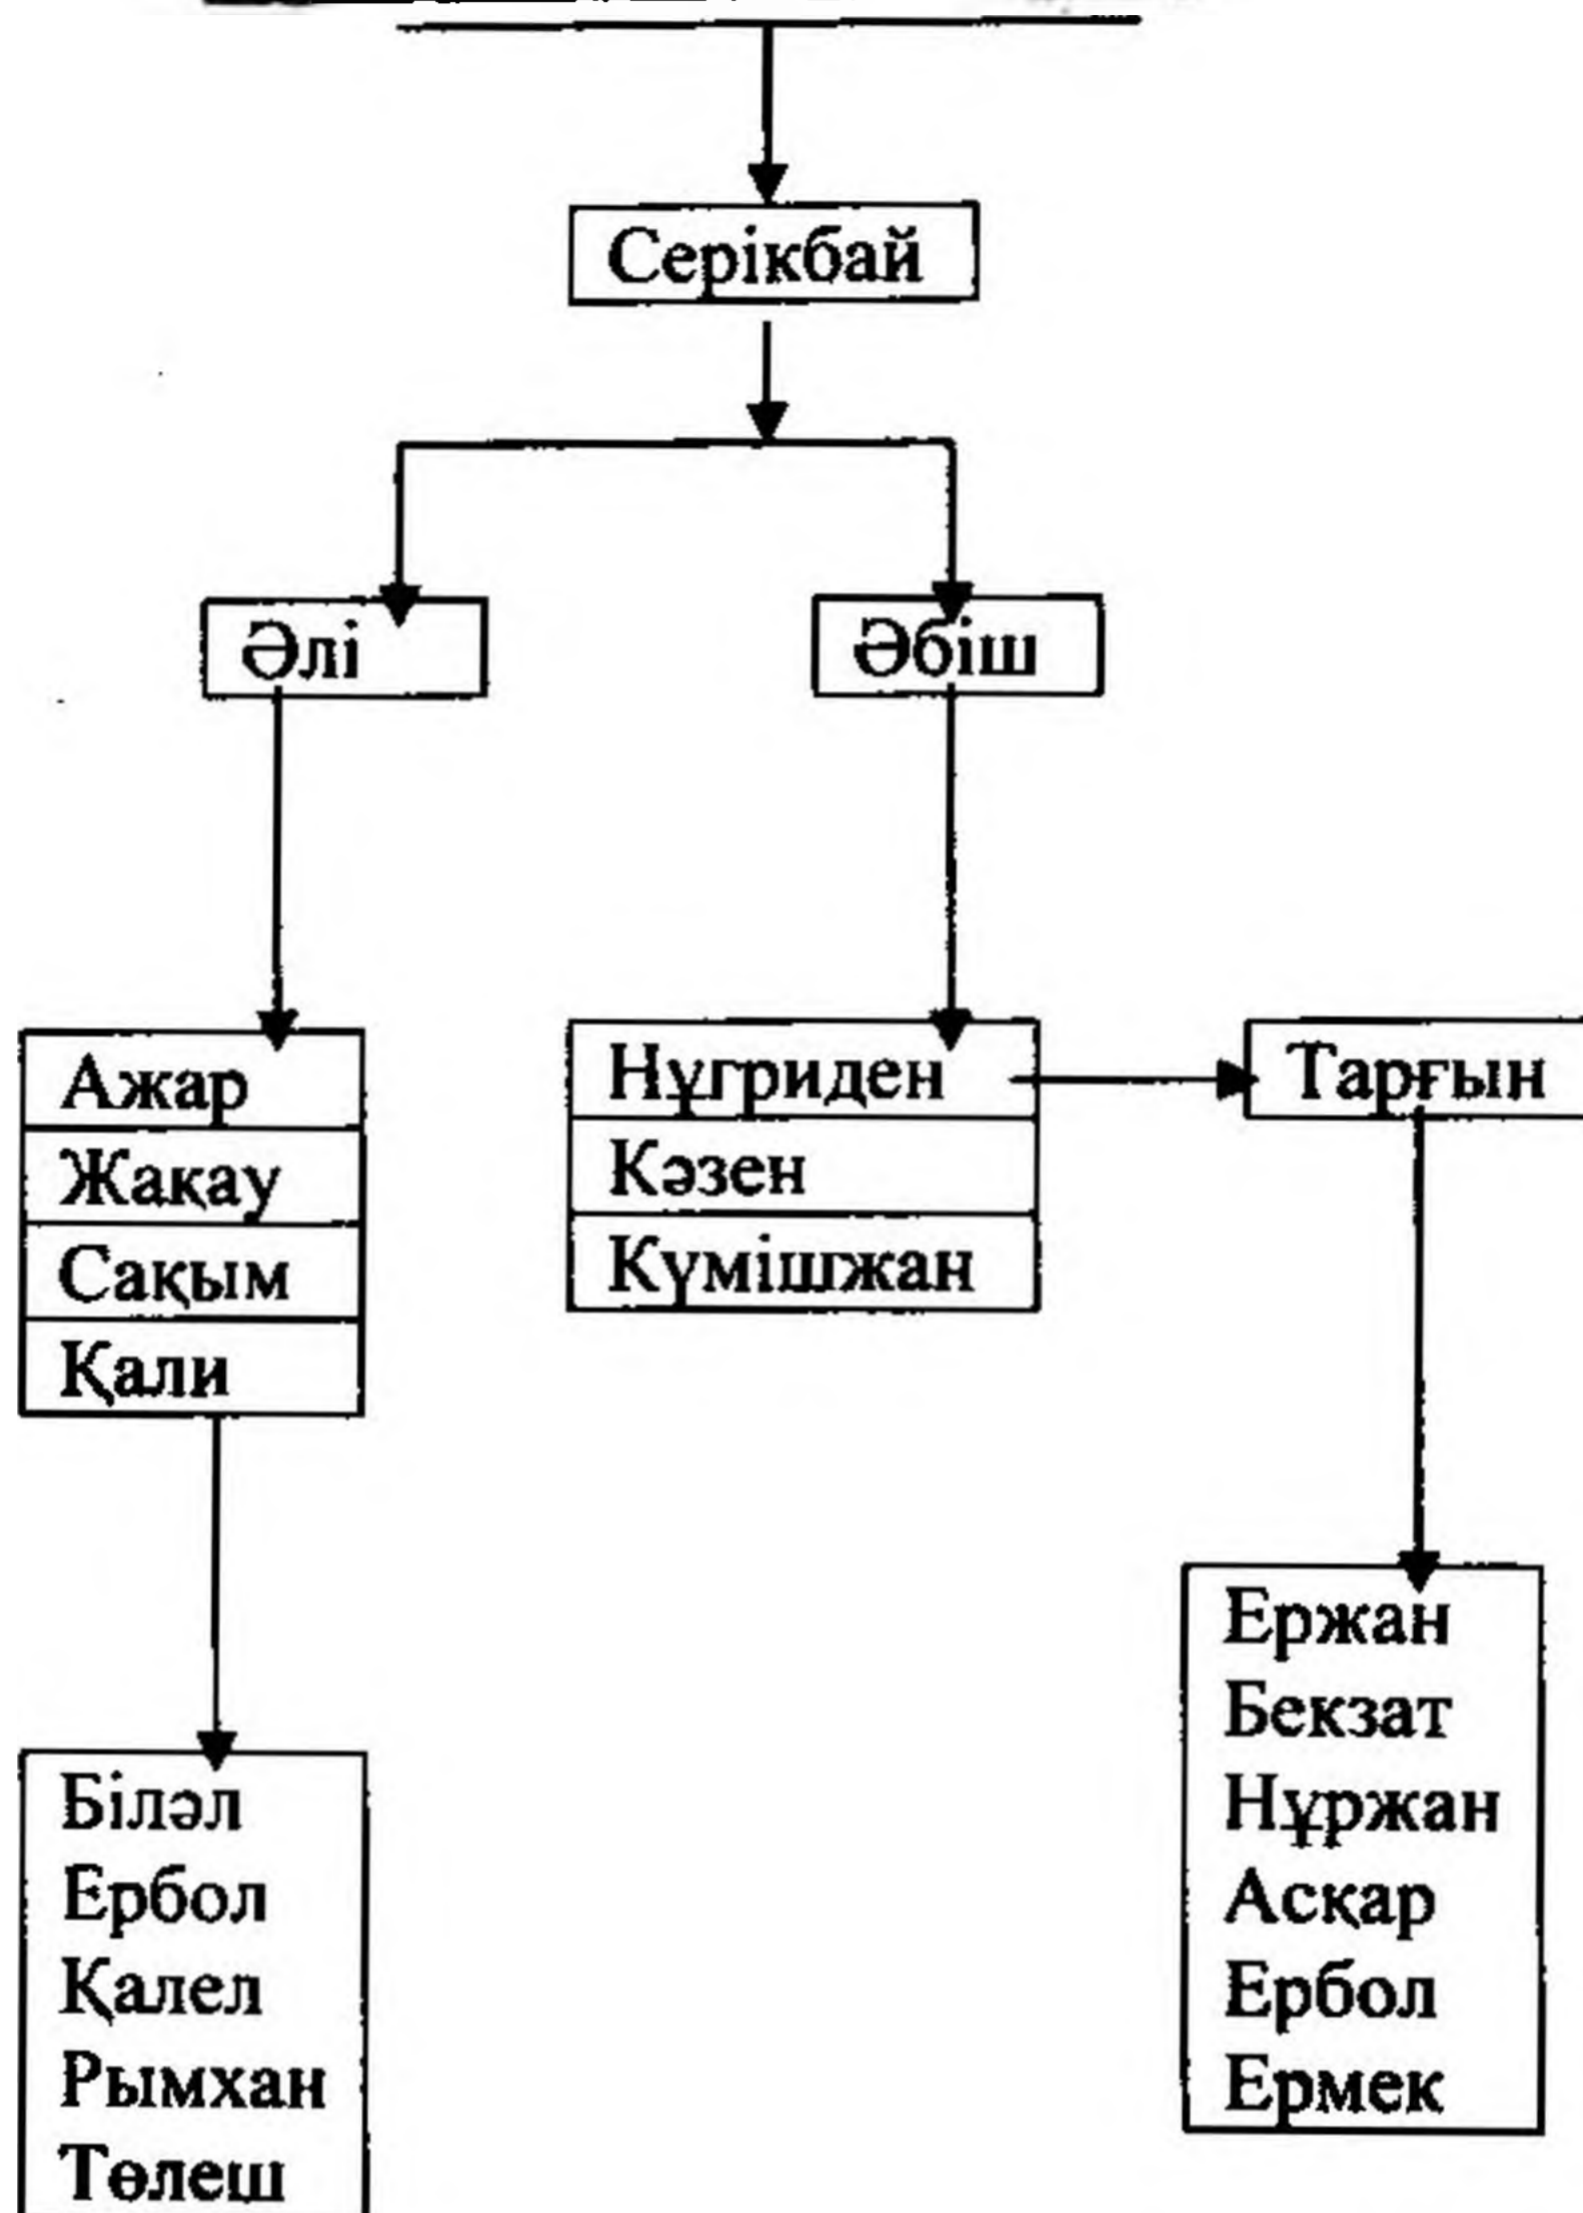 Серікбай
Әлі
Әбіш
Ажар
Жақау
Сақым
Қали
Нұгриден
Кәзен
Күмішжан
Тарғын
Біләл
Ербол
Қалел
Рымхан
Төлеш
Ержан
Бекзат
Нұржан
Асқар
Ербол
Ермек